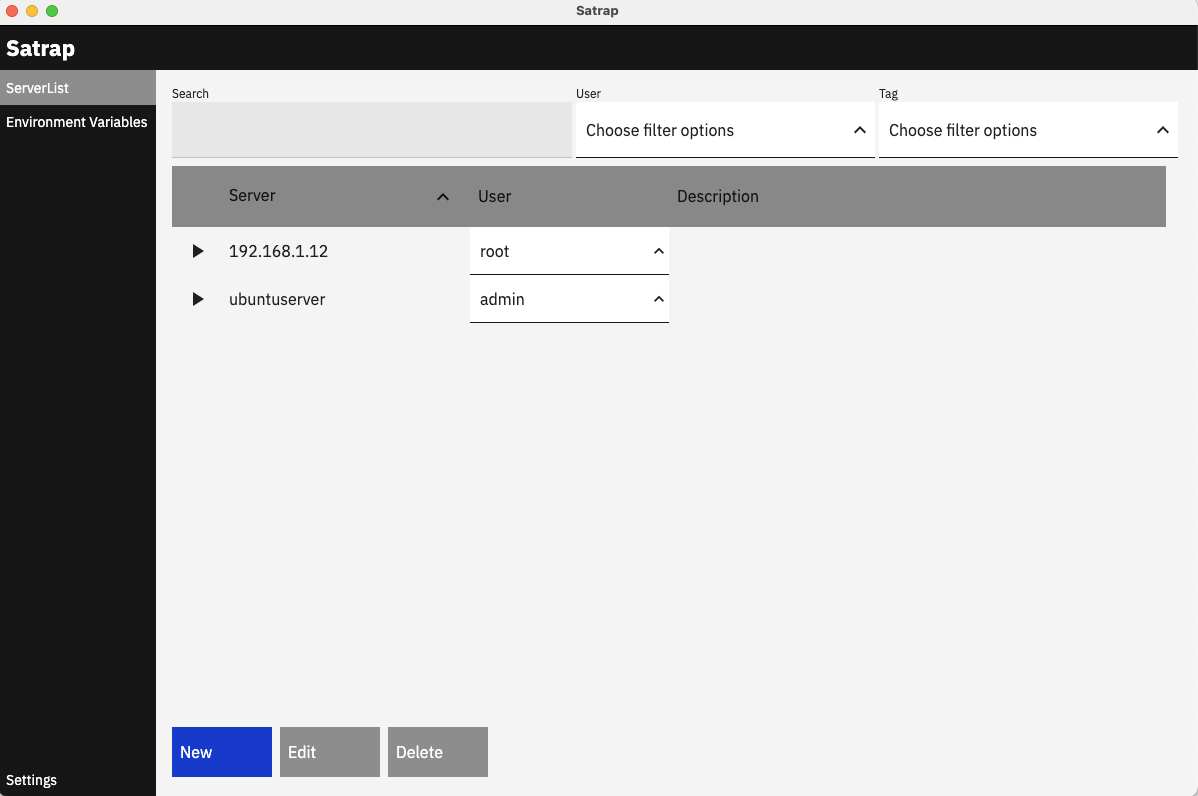 Satrap
Satrap
ServerList
Environment Variables
Search
User
Tag
Choose filter options
Choose filter options
Server
User
Description
192.168.1.12
root
ubuntuserver
admin
New
Edit
Delete
Settings